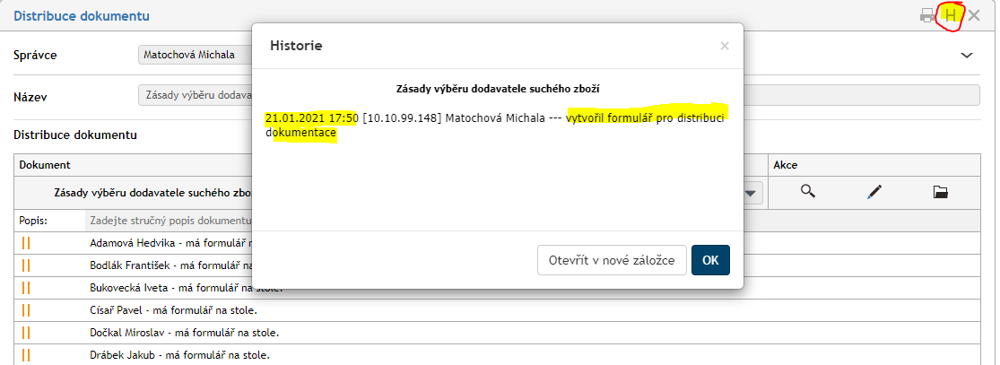 Distribuce dokumentu
H
Historie
Správce
Matochová Michala
Zásady výběru dodavatele suchého zboží
Název
Zásady výběru dodava
21.01.2021 17:50 [10.10.99.148] Matochová Michala --- vytvořil formulář pro distribuci
dokumentace
Distribuce dokumentu
Dokument
Akce
Zásady výběru dodavatele suchého zbo
Popis:
Zadejte stručný popis dokumentu
Adamová Hedvika - má formulář n
Bodlák František - má formulář na
Otevřít v nové záložce
OK
Bukovecká Iveta - má formulář na stole.
Císař Pavel - má formulář na stole.
Dočkal Miroslav - má formulář na stole.
Drábek Jakub - má formulář na stole.